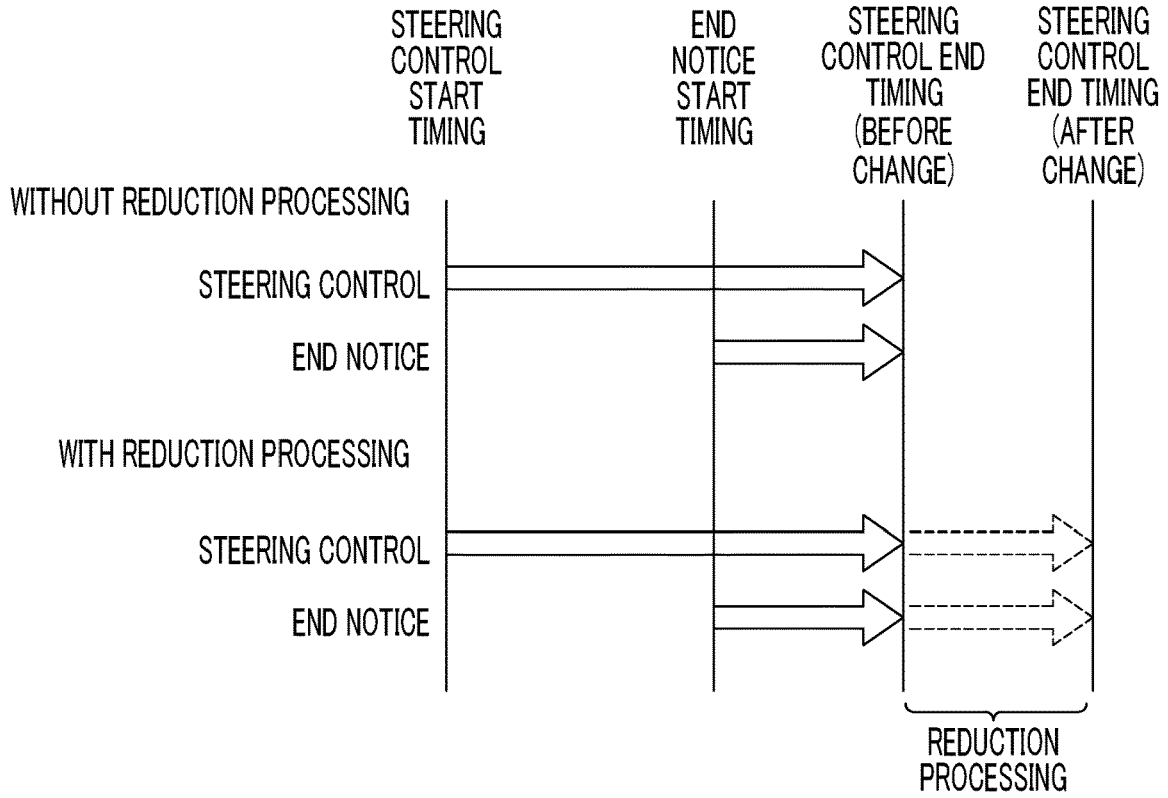 STEERING
CONTROL
START
TIMING
END
NOTICE
START
TIMING
STEERING
CONTROL END
TIMING
(BEFORE
CHANGE)
STEERING
CONTROL
END TIMING
(AFTER
CHANGE)
WITHOUT REDUCTION PROCESSING
STEERING CONTROL
END NOTICE
WITH REDUCTION PROCESSING
STEERING CONTROL
END NOTICE
REDUCTION
PROCESSING